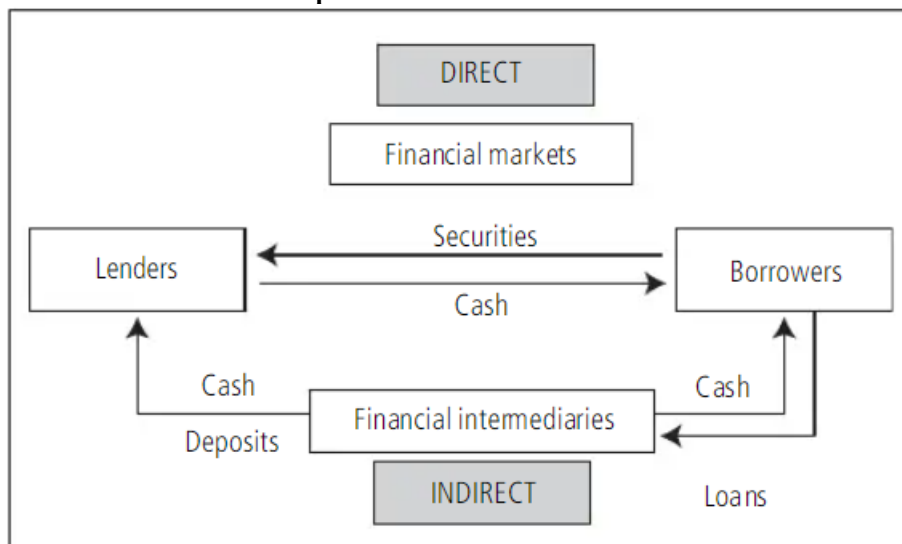 DIRECT
Financial markets
Securities
Lenders
Borrowers
Cash
Cash
Financial intermediaries
Cash
Deposits
INDIRECT
Loans